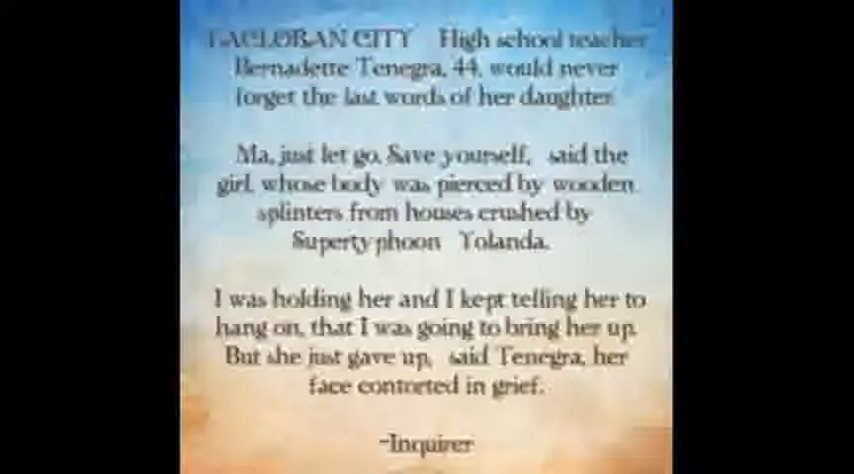 TACLOBAN CITY High school teacher
Bernadette Tenegra, 44, would never
forget the last words of her daughter.
Ma, just let go. Save yourself, said the
girl, whose body was pierced by wooden
splinters from houses crushed by
Supertyphoon Yolanda.
I was holding her and I kept telling her to
hang on, that I was going to bring her up.
But she just gave up, said Tenegra, her
face contorted in grief.
-Inquirer